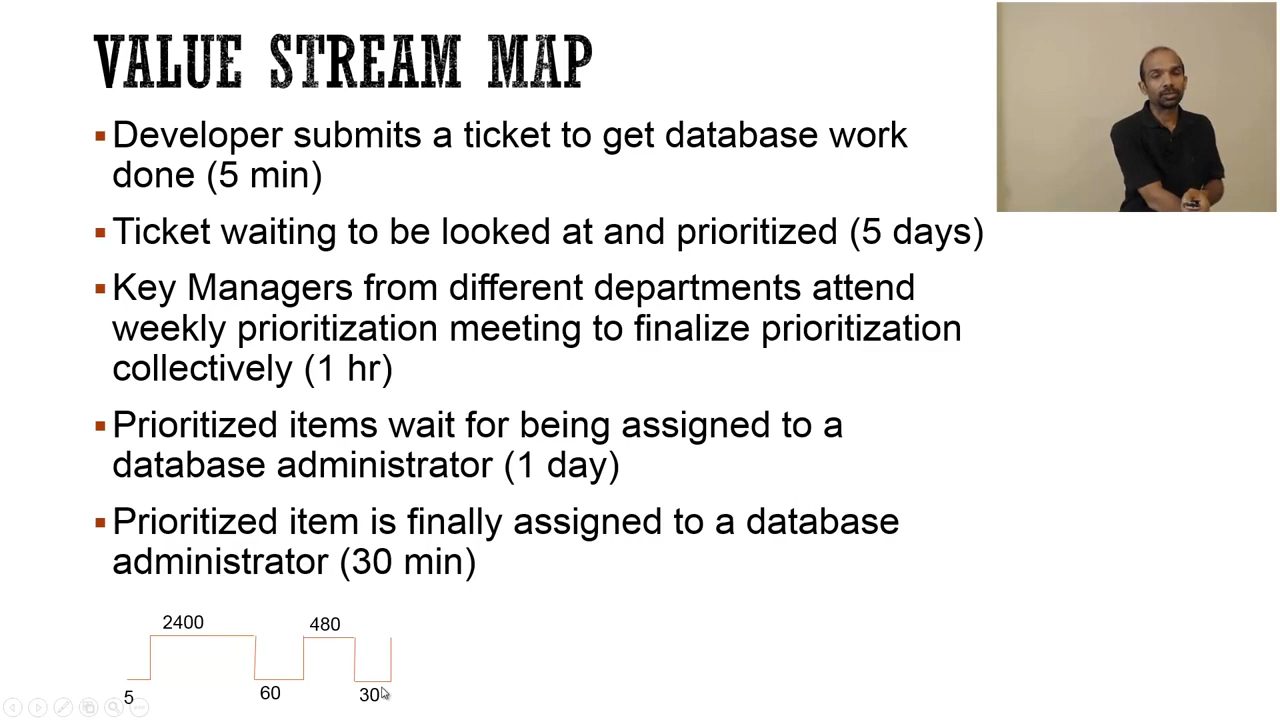 VALUE STREAM MAP
▪ Developer submits a ticket to get database work
done (5 min)
▪ Ticket waiting to be looked at and prioritized (5 days)
▪ Key Managers from different departments attend
weekly prioritization meeting to finalize prioritization
collectively (1 hr)
▪ Prioritized items wait for being assigned to a
database administrator (1 day)
▪ Prioritized item is finally assigned to a database
administrator (30 min)
2400
480
5
60
30